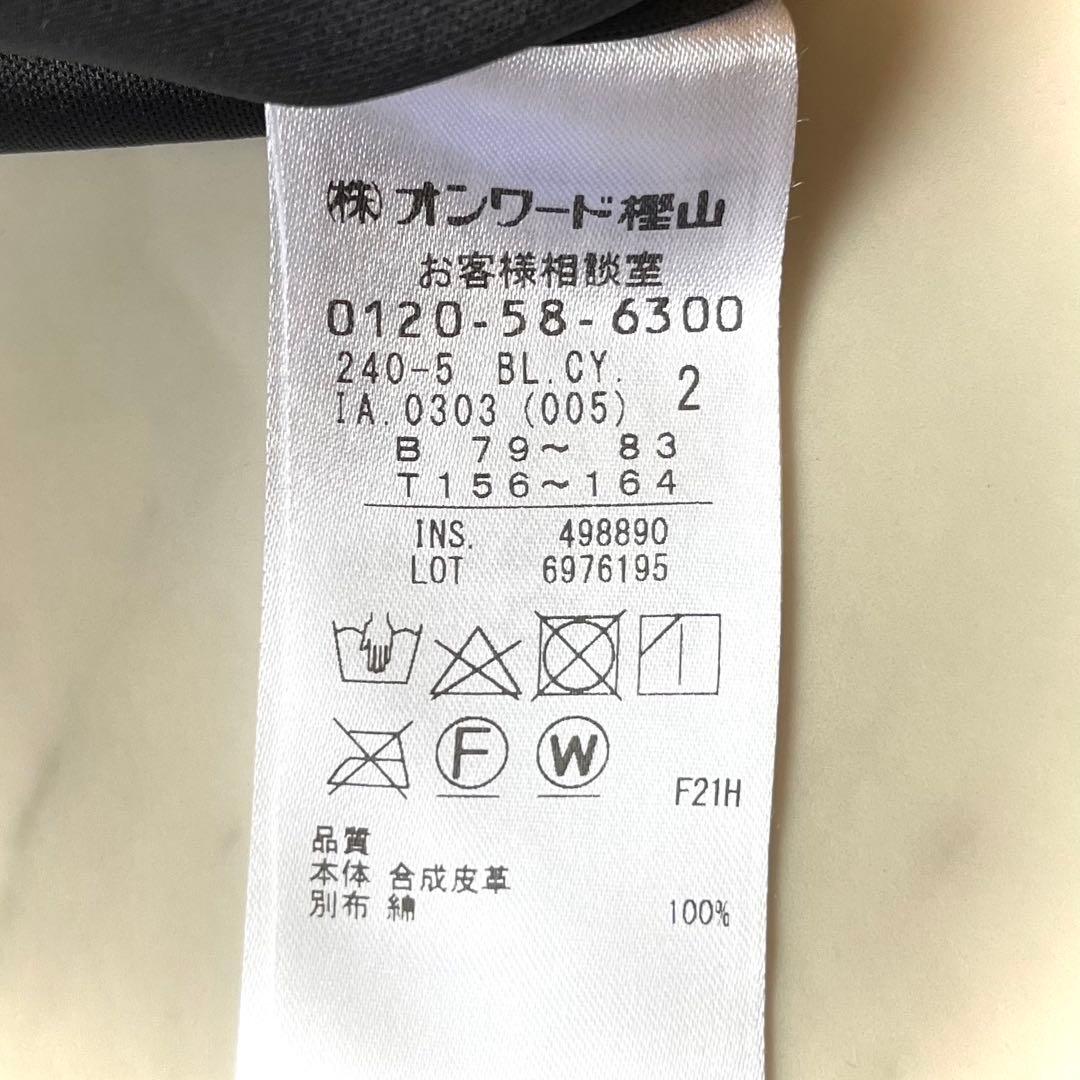 (株)オンワード樫山
お客様相談室
0120-58-6300
240-5 BL.CY. 2
IA.0303 (005)
B 79～ 83
T156～164
INS. 498890
LOT 6976195
F W
F21H
品質
本体 合成皮革
別布 綿 100%